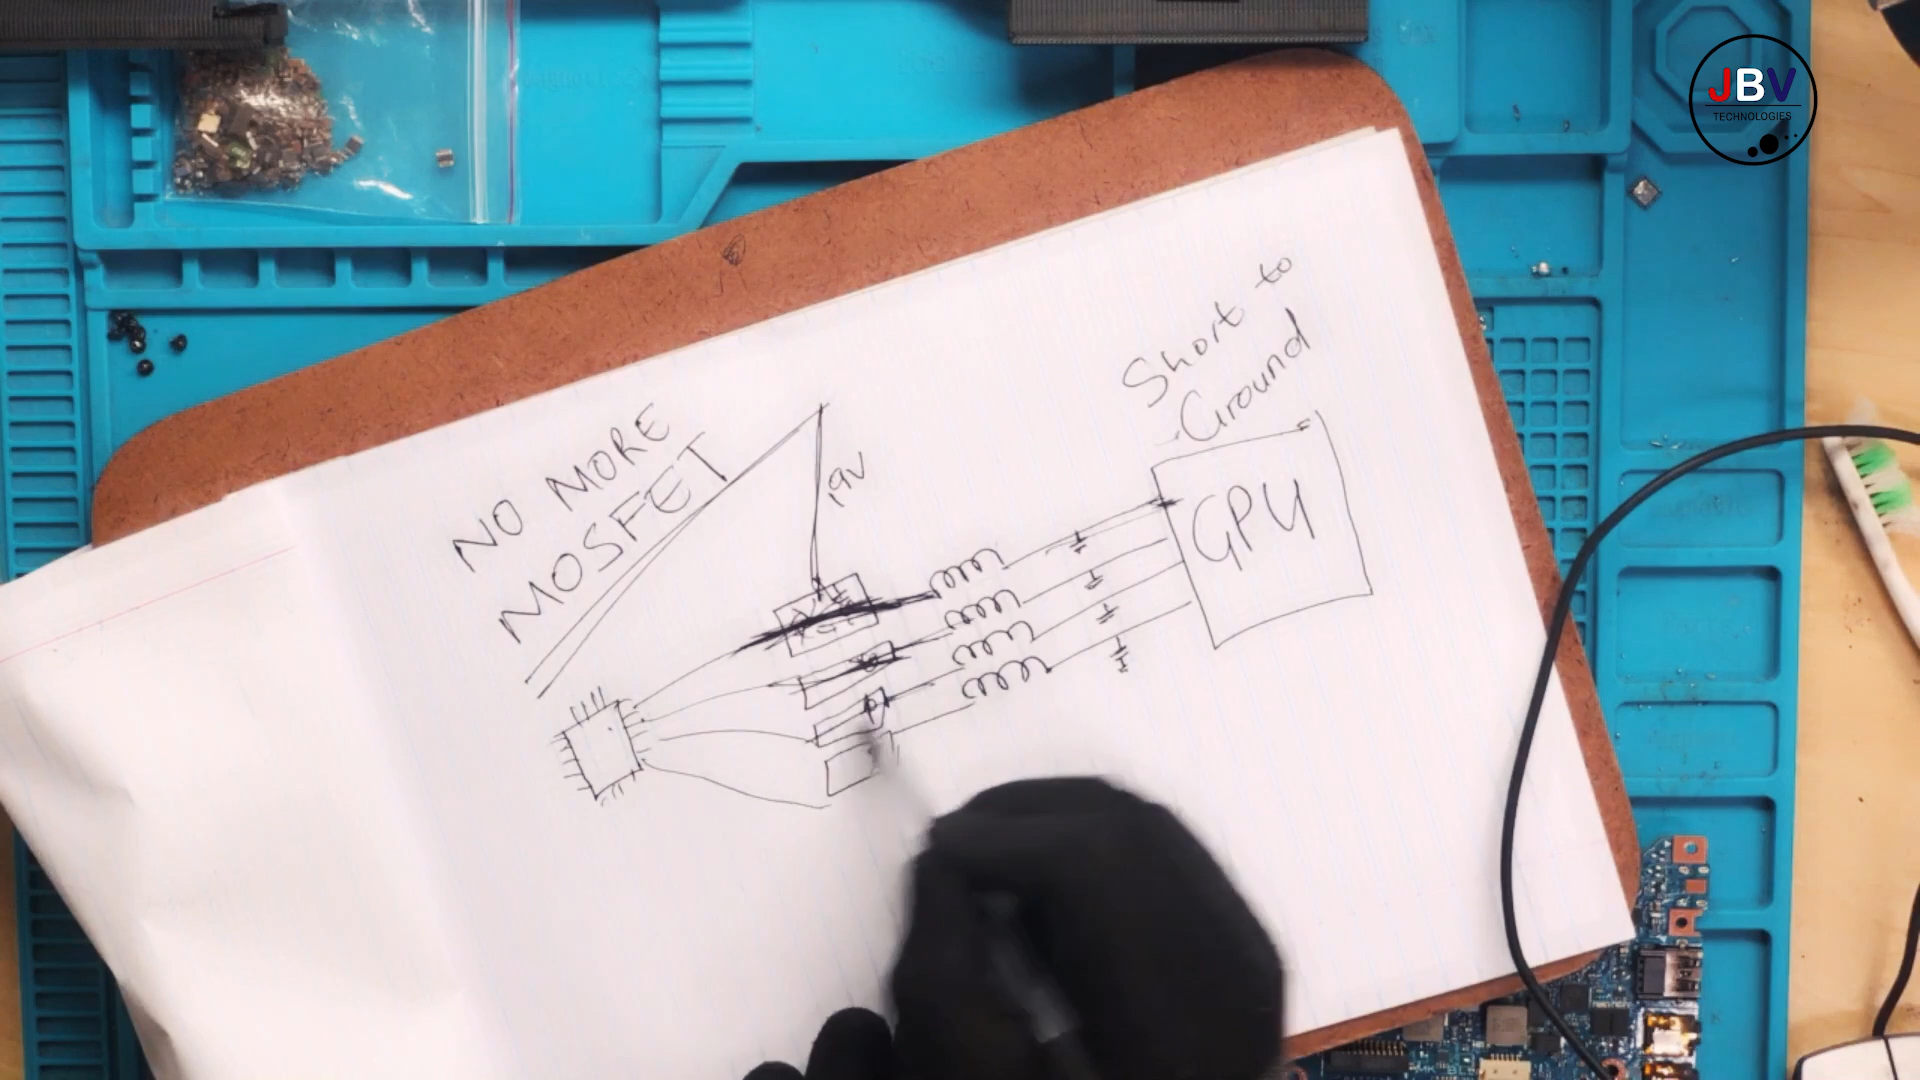 JBV
TECHNOLOGIES
Short to
Ground
NO MORE
MOSFET
19V
GPU